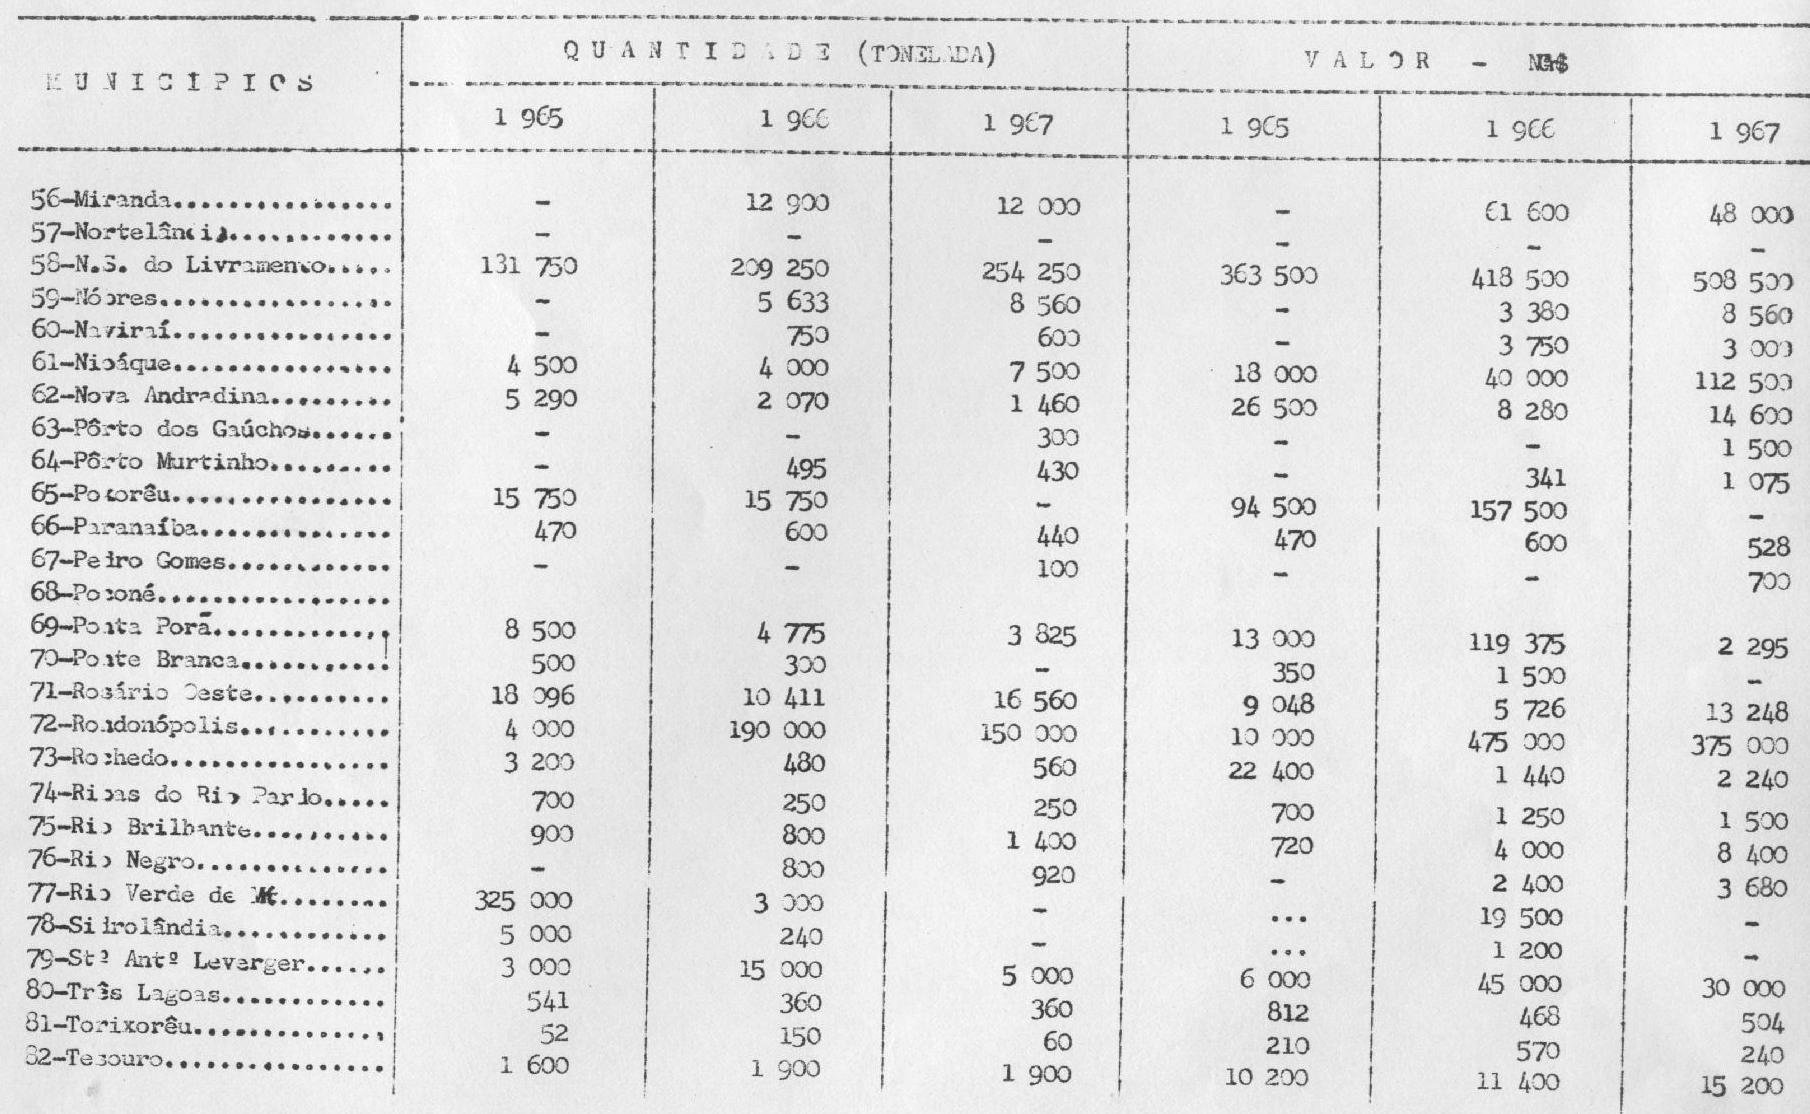 MUNICÍPIOS QUANTIDADE (TONELADA) VALOR - NCr$
1 965 1 966 1 967 1 965 1 966 1 967
56-Miranda................ - 12 900 12 000 - 61 600 48 000
57-Nortelândia............ - - - - - -
58-N.S. do Livramento..... 131 750 209 250 254 250 363 500 418 500 508 500
59-Nóbres................. - 5 633 8 560 - 3 380 8 560
60-Naviraí................ - 750 600 - 3 750 3 000
61-Nioáque................ 4 500 4 000 7 500 18 000 40 000 112 500
62-Nova Andradina......... 5 290 2 070 1 460 26 500 8 280 14 600
63-Pôrto dos Gaúchos...... - - 300 - - 1 500
64-Pôrto Murtinho......... - 495 430 - 341 1 075
65-Poxorêu................ 15 750 15 750 - 94 500 157 500 -
66-Paranaíba.............. 470 600 440 470 600 528
67-Pedro Gomes............ - - 100 - - 700
68-Poconé.................
69-Ponta Porã............. 8 500 4 775 3 825 13 000 119 375 2 295
70-Ponte Branca........... 500 300 - 350 1 500 -
71-Rosário Oeste.......... 18 096 10 411 16 560 9 048 5 726 13 248
72-Rondonópolis........... 4 000 190 000 150 000 10 000 475 000 375 000
73-Rochedo................ 3 200 480 560 22 400 1 440 2 240
74-Ribas do Rio Pardo..... 700 250 250 700 1 250 1 500
75-Rio Brilhante.......... 900 800 1 400 720 4 000 8 400
76-Rio Negro.............. - 800 920 - 2 400 3 680
77-Rio Verde de Mt........ 325 000 3 000 - ... 19 500 -
78-Sidrolândia............ 5 000 240 - ... 1 200 -
79-Stº Antº Leverger...... 3 000 15 000 5 000 6 000 45 000 30 000
80-Três Lagoas............ 541 360 360 812 468 504
81-Torixorêu.............. 52 150 60 210 570 240
82-Tesouro................ 1 600 1 900 1 900 10 200 11 400 15 200